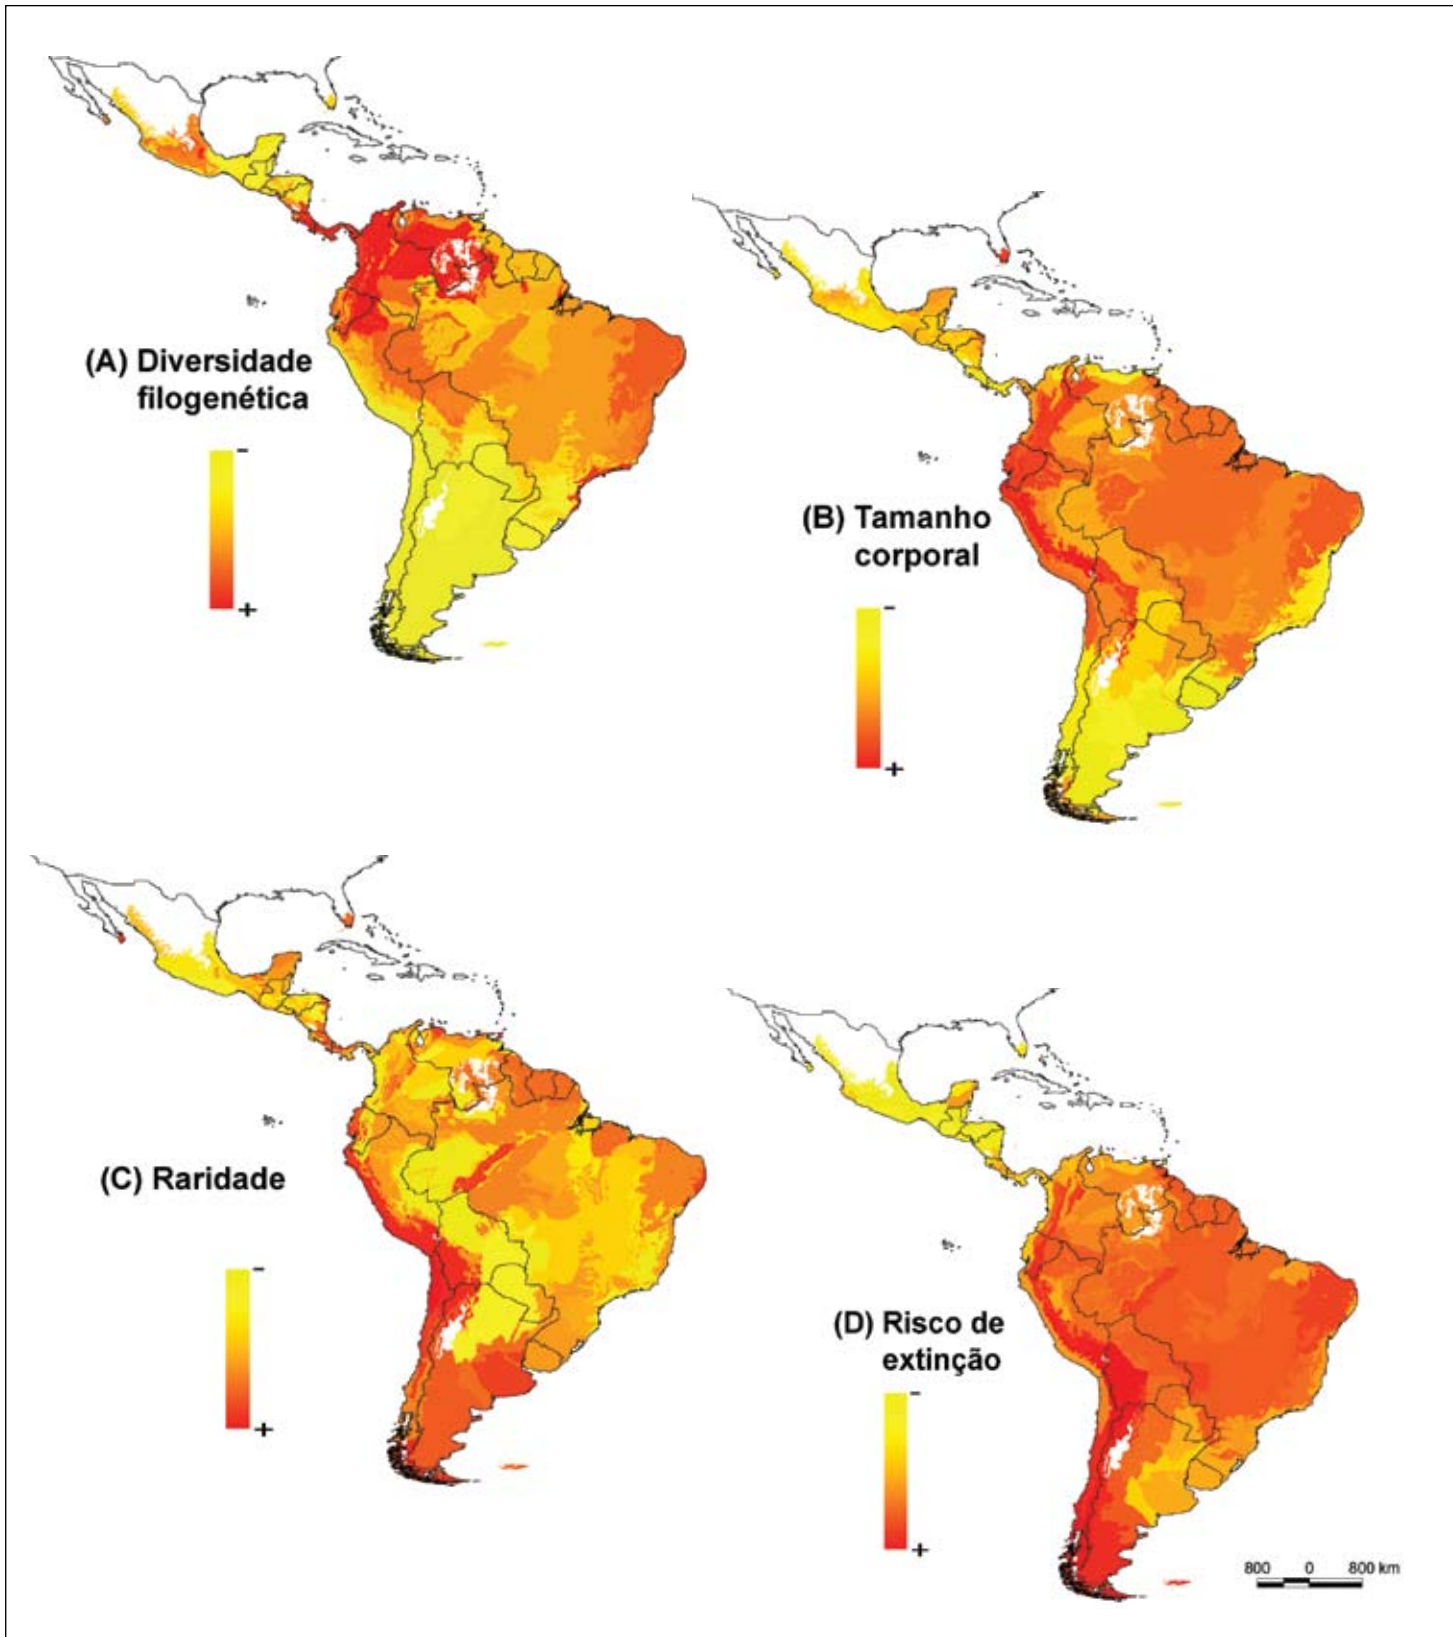 (A) Diversidade
filogenética
-
+
(B) Tamanho
corporal
-
+
(C) Raridade
-
+
(D) Risco de
extinção
-
+
800 0 800 km